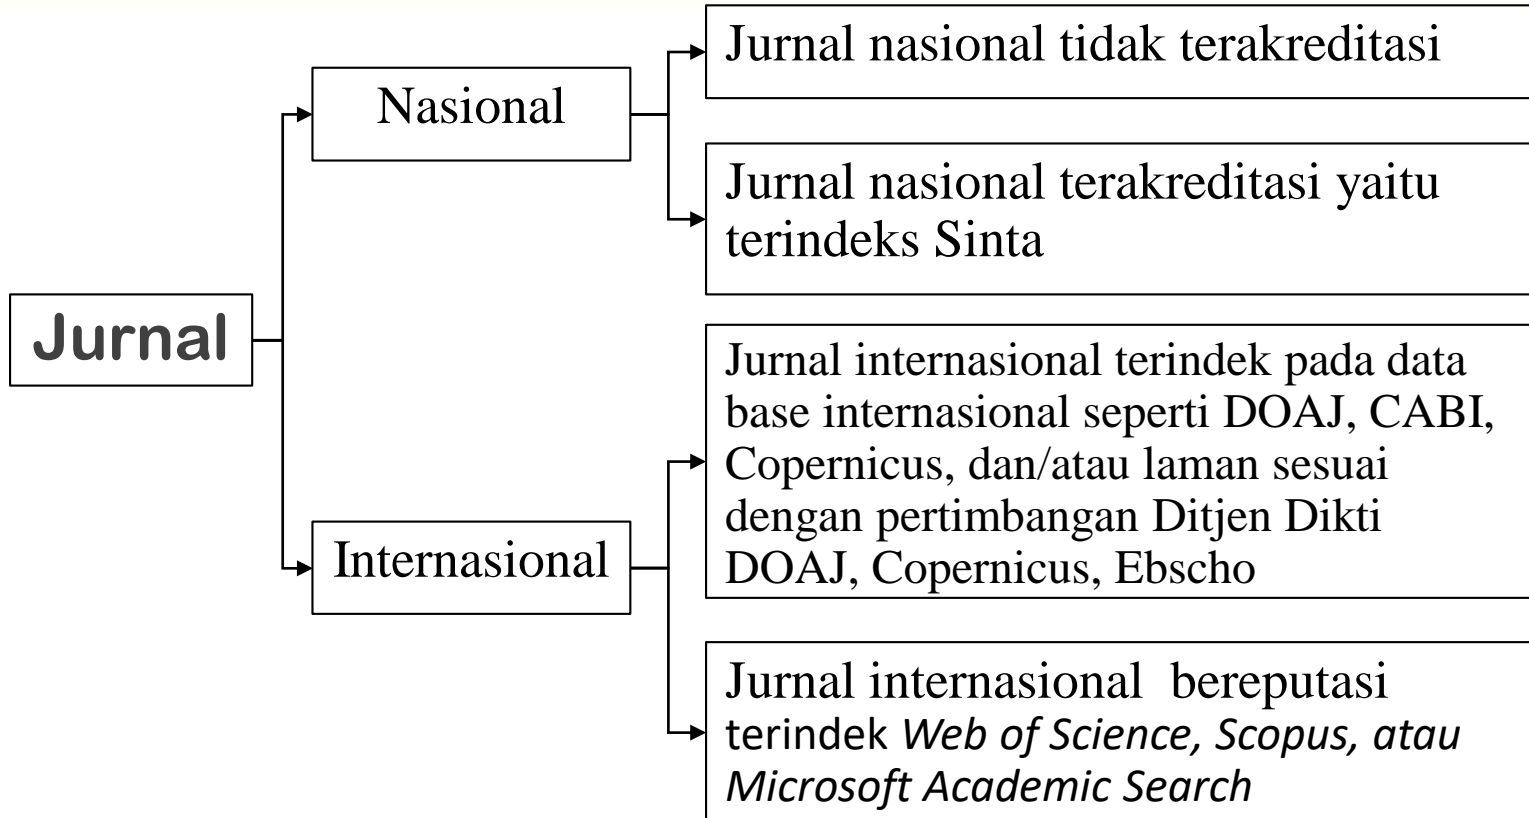 Jurnal
Nasional
Jurnal nasional tidak terakreditasi
Jurnal nasional terakreditasi yaitu
terindeks Sinta
Internasional
Jurnal internasional terindek pada data
base internasional seperti DOAJ, CABI,
Copernicus, dan/atau laman sesuai
dengan pertimbangan Ditjen Dikti
DOAJ, Copernicus, Ebscho
Jurnal internasional bereputasi
terindek Web of Science, Scopus, atau
Microsoft Academic Search